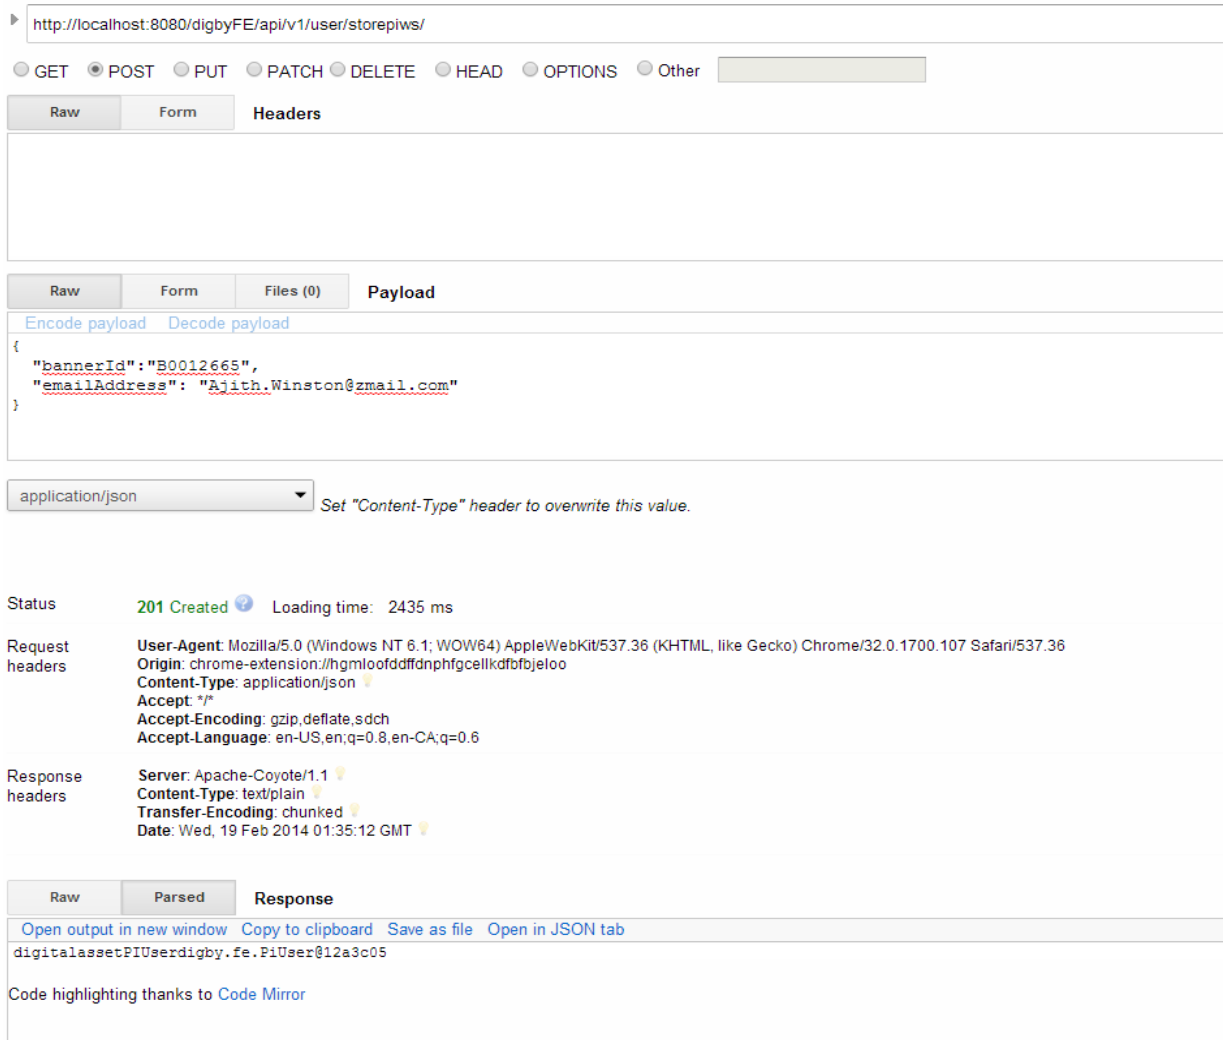 http://localhost:8080/digbyFE/api/v1/user/storepiws/
GET POST PUT PATCH DELETE HEAD OPTIONS Other
Raw Form Headers
Raw Form Files (0) Payload
Encode payload Decode payload
{
"bannerId":"B0012665",
"emailAddress": "Ajith.Winston@zmail.com"
}
application/json Set "Content-Type" header to overwrite this value.
Status 201 Created ? Loading time: 2435 ms
Request headers User-Agent: Mozilla/5.0 (Windows NT 6.1; WOW64) AppleWebKit/537.36 (KHTML, like Gecko) Chrome/32.0.1700.107 Safari/537.36
Origin: chrome-extension://hgmloofddffdnphfgcellkdfbfbjeloo
Content-Type: application/json
Accept: */*
Accept-Encoding: gzip,deflate,sdch
Accept-Language: en-US,en;q=0.8,en-CA;q=0.6
Response headers Server: Apache-Coyote/1.1
Content-Type: text/plain
Transfer-Encoding: chunked
Date: Wed, 19 Feb 2014 01:35:12 GMT
Raw Parsed Response
Open output in new window Copy to clipboard Save as file Open in JSON tab
digitalassetPIUserdigby.fe.PiUser@12a3c05
Code highlighting thanks to Code Mirror